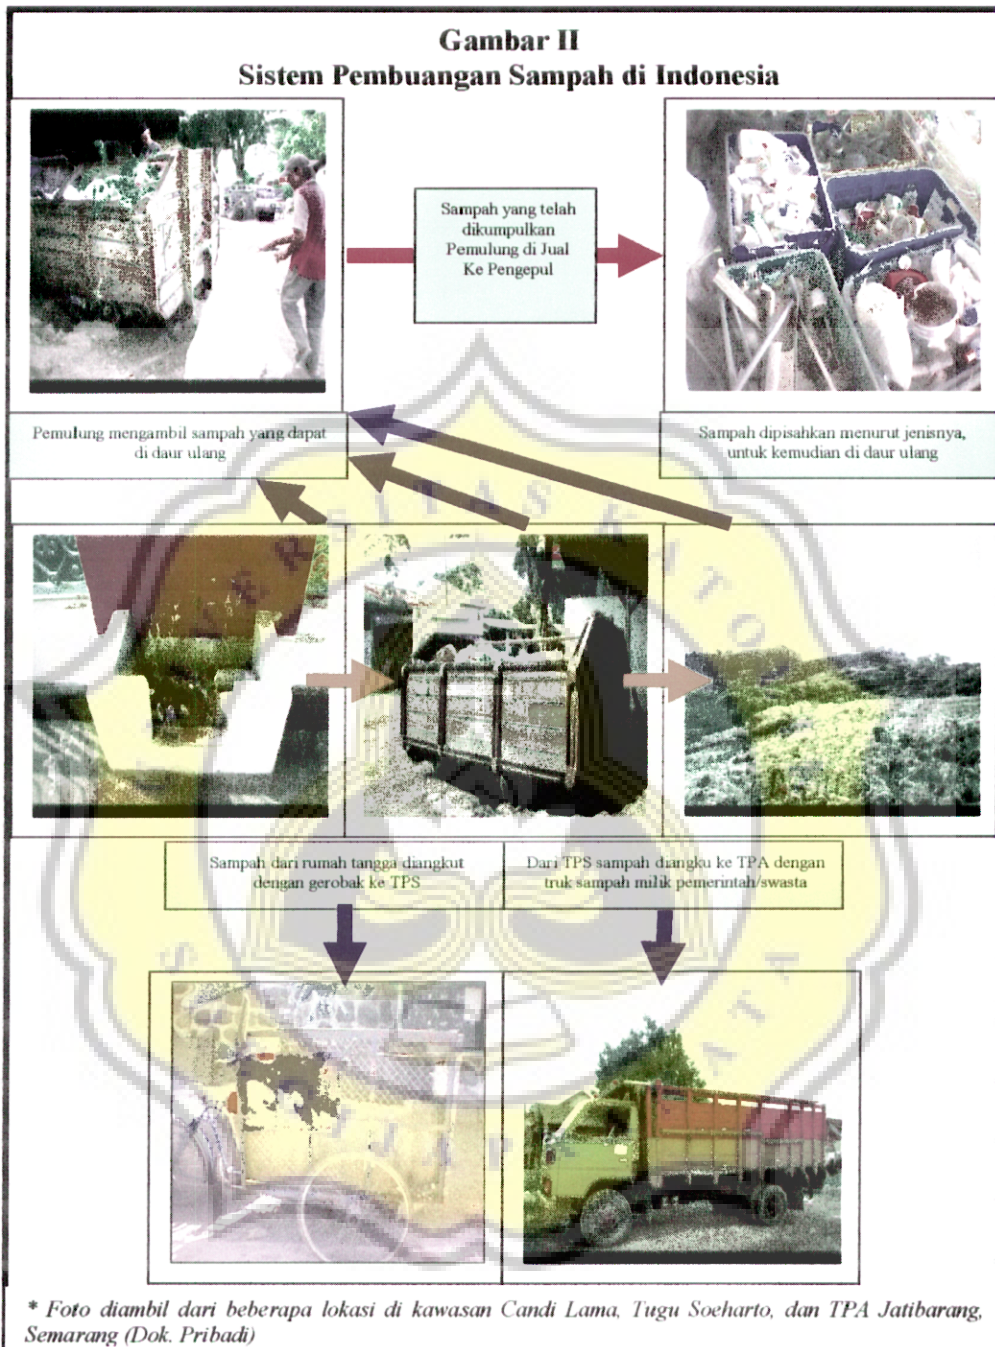 Gambar II
Sistem Pembuangan Sampah di Indonesia
Sampah yang telah
dikumpulkan
Pemulung di Jual
Ke Pengepul
Pemulung mengambil sampah yang dapat
di daur ulang
Sampah dipisahkan menurut jenisnya,
untuk kemudian di daur ulang
Sampah dari rumah tangga diangkut
dengan gerobak ke TPS
Dari TPS sampah diangku ke TPA dengan
truk sampah milik pemerintah/swasta
* Foto diambil dari beberapa lokasi di kawasan Candi Lama, Tugu Soeharto, dan TPA Jatibarang,
Semarang (Dok. Pribadi)